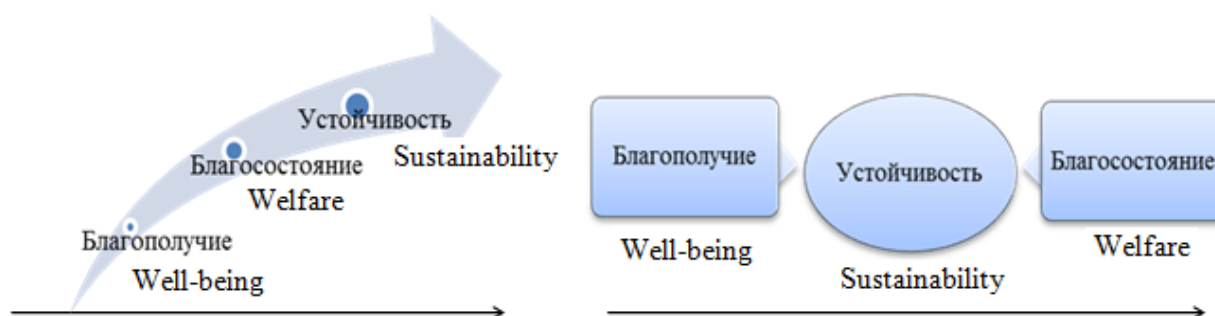 Устойчивость
Sustainability
Благосостояние
Welfare
Благополучие
Well-being
Благополучие
Well-being
Устойчивость
Sustainability
Благосостояние
Welfare